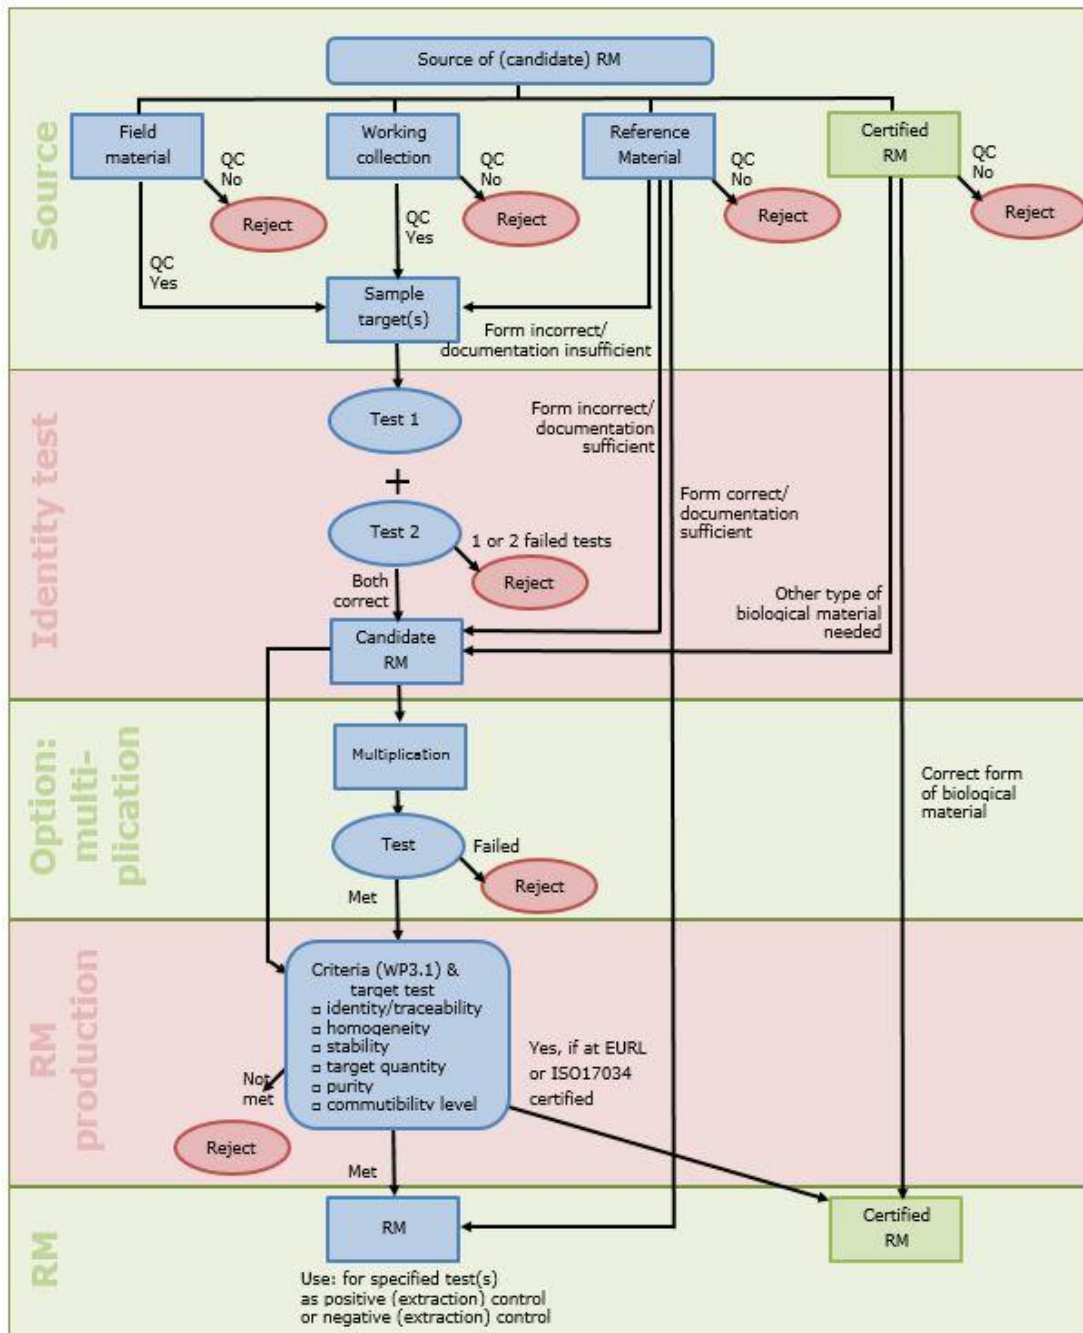 Source of (candidate) RM
Source
Field
material
Working
collection
Reference
Material
Certified
RM
QC
No
QC
No
QC
No
QC
No
Reject
Reject
Reject
Reject
QC
Yes
QC
Yes
Sample
target(s)
Form incorrect/
documentation insufficient
Identity test
Test 1
Form incorrect/
documentation
sufficient
+
Form correct/
documentation
sufficient
Test 2
1 or 2 failed tests
Reject
Both
correct
Other type of
biological material
needed
Candidate
RM
Option:
multi-
plication
Multiplication
Correct form
of biological
material
Test
Failed
Reject
Met
RM
production
Criteria (WP3.1) &
target test
□ identity/traceability
□ homogeneity
□ stability
□ target quantity
□ purity
□ commutibility level
Yes, if at EURL
or ISO17034
certified
Not
met
Reject
Met
RM
RM
Certified
RM
Use: for specified test(s)
as positive (extraction) control
or negative (extraction) control